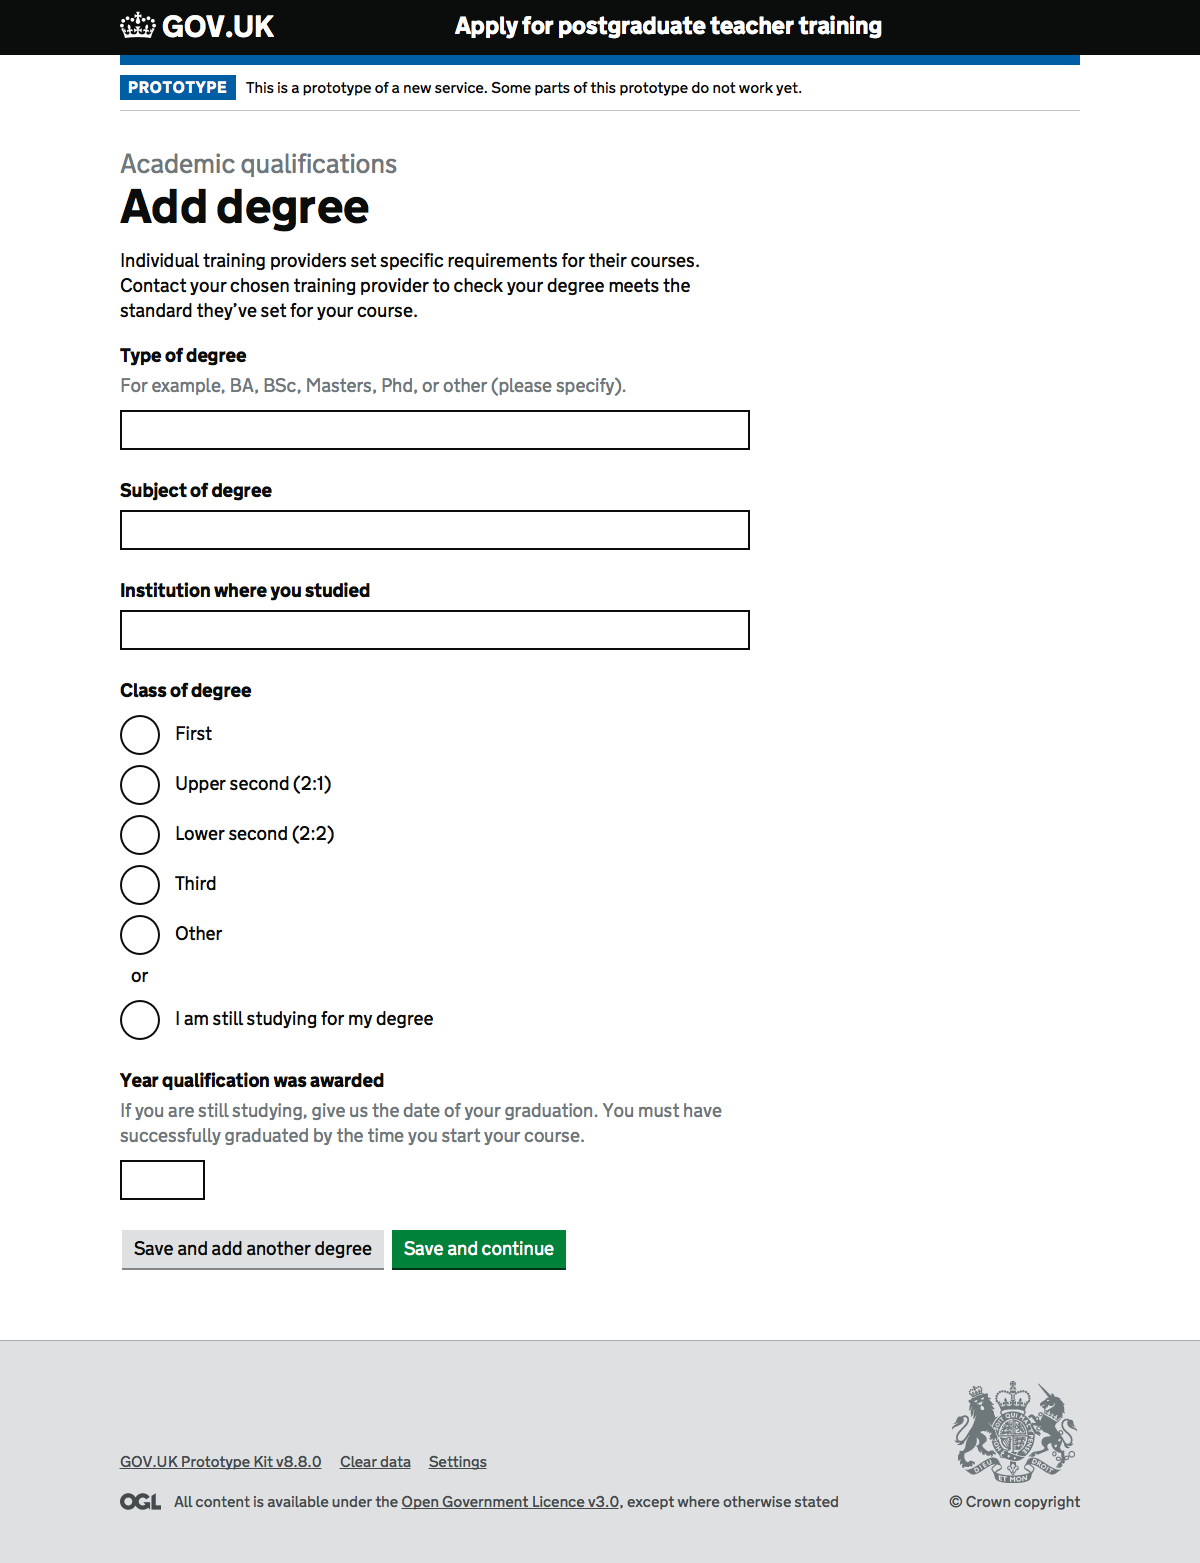 GOV.UK
Apply for postgraduate teacher training
PROTOTYPE This is a prototype of a new service. Some parts of this prototype do not work yet.
Academic qualifications
Add degree
Individual training providers set specific requirements for their courses.
Contact your chosen training provider to check your degree meets the
standard they’ve set for your course.
Type of degree
For example, BA, BSc, Masters, Phd, or other (please specify).
Subject of degree
Institution where you studied
Class of degree
First
Upper second (2:1)
Lower second (2:2)
Third
Other
or
I am still studying for my degree
Year qualification was awarded
If you are still studying, give us the date of your graduation. You must have
successfully graduated by the time you start your course.
Save and add another degree
Save and continue
GOV.UK Prototype Kit v8.8.0 Clear data Settings
OGL All content is available under the Open Government Licence v3.0, except where otherwise stated
DIEU ET MON DROIT
© Crown copyright